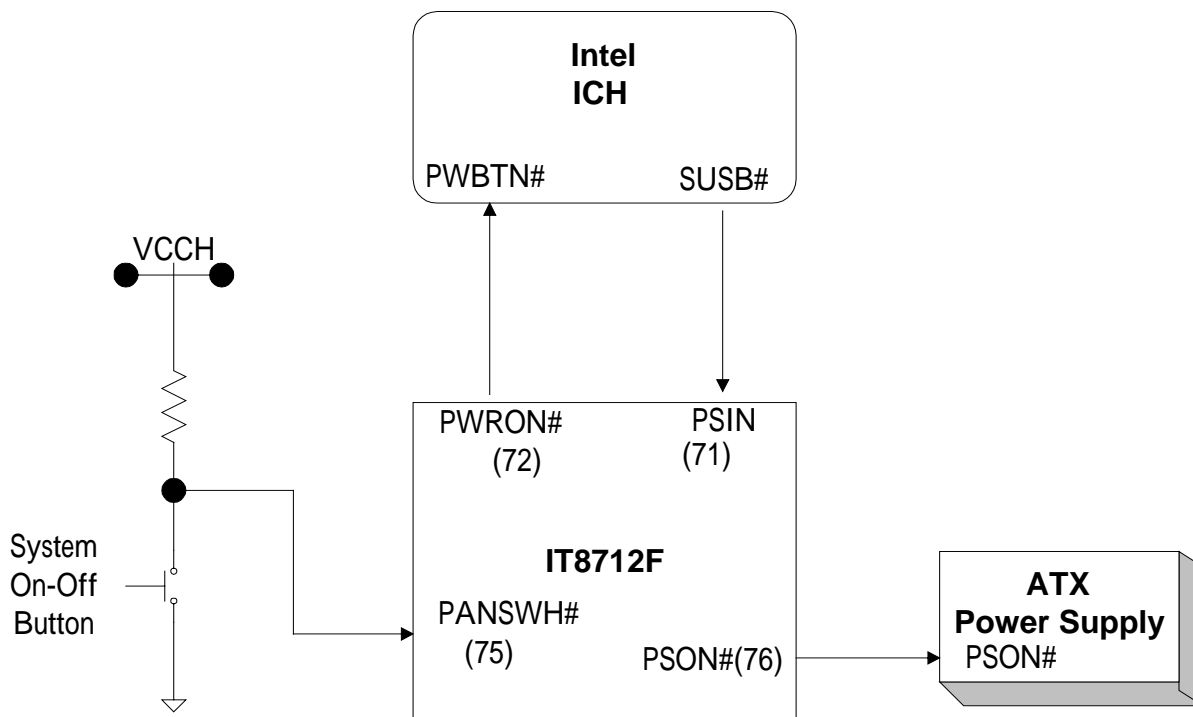 Intel
ICH
PWBTN#
SUSB#
VCCH
PWRON#
(72)
PSIN
(71)
System
On-Off
Button
IT8712F
PANSWH#
(75)
PSON#(76)
ATX
Power Supply
PSON#